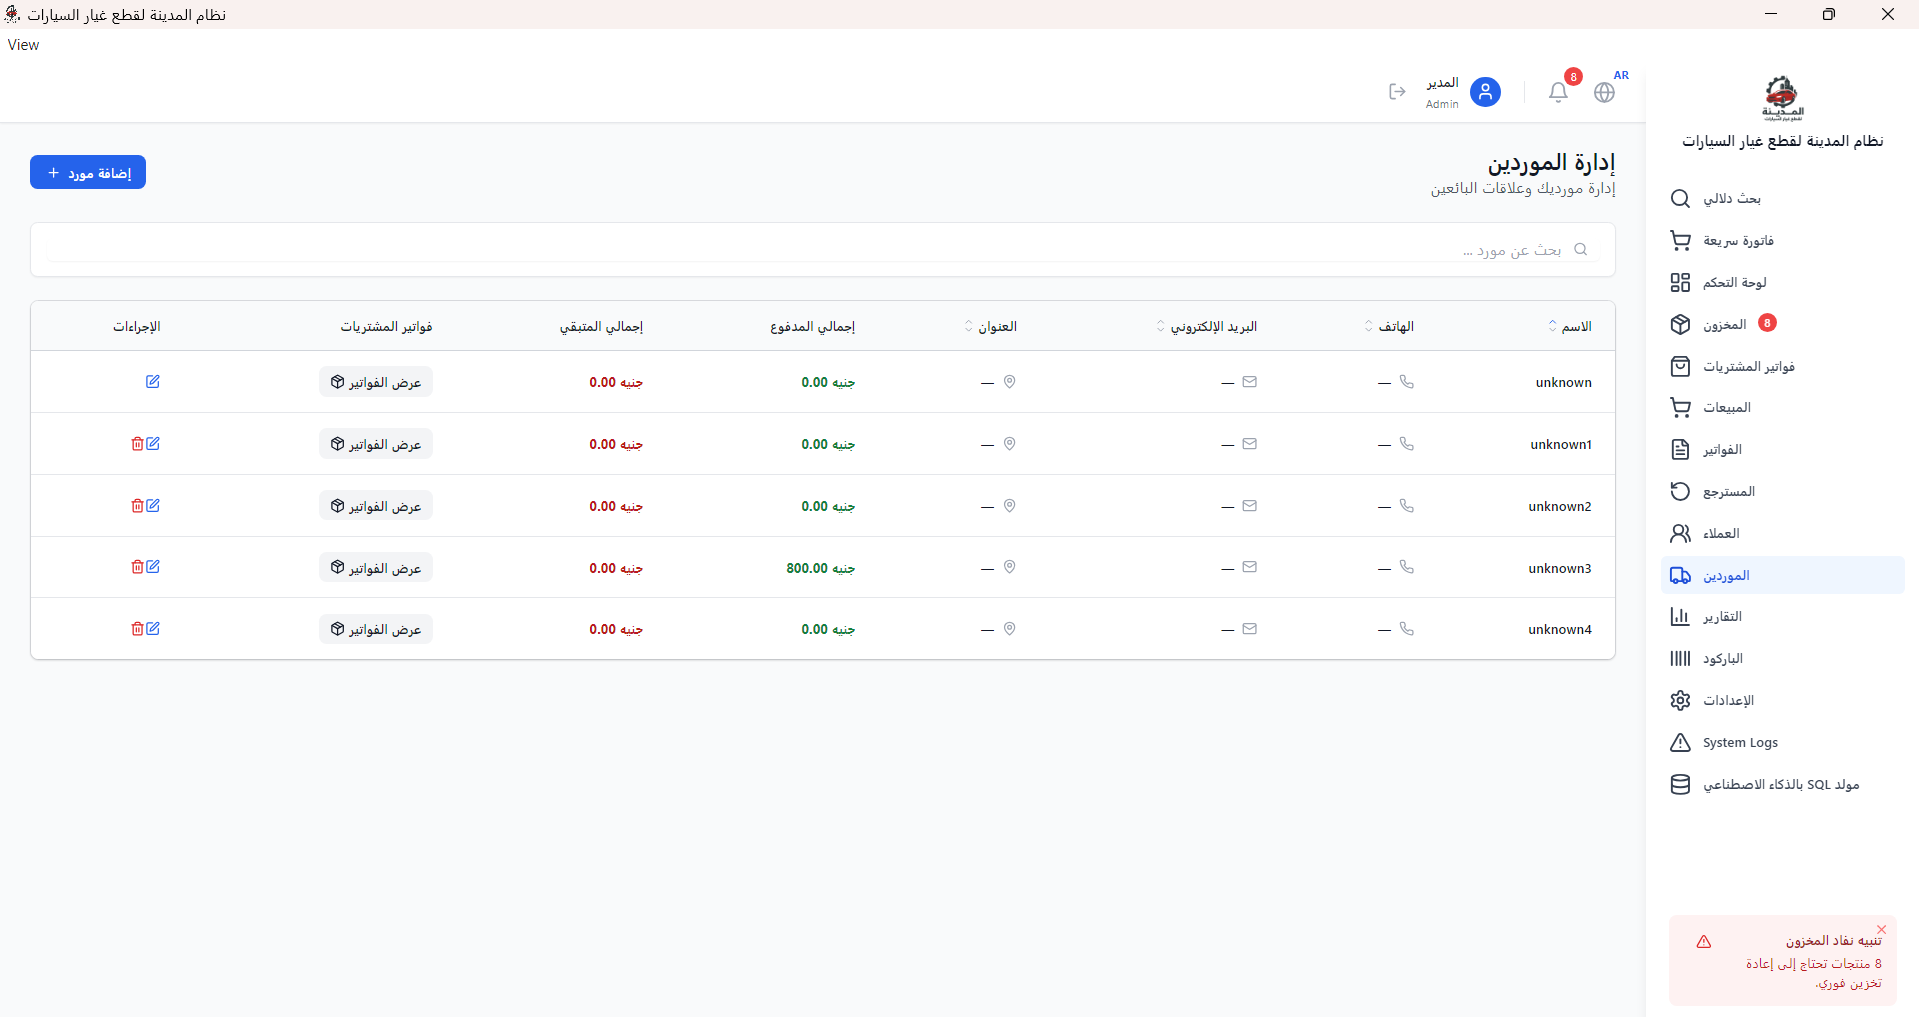 نظام المدينة لقطع غيار السيارات
View
AR
8
المدير
Admin
المدينة
لقطع غيار السيارات
نظام المدينة لقطع غيار السيارات
بحث دلالي
فاتورة سريعة
لوحة التحكم
المخزون 8
فواتير المشتريات
المبيعات
الفواتير
المسترجع
العملاء
الموردين
التقارير
الباركود
الإعدادات
System Logs
مولد SQL بالذكاء الاصطناعي
تنبيه نفاد المخزون
8 منتجات تحتاج إلى إعادة
تخزين فوري.
إدارة الموردين
إدارة مورديك وعلاقات البائعين
إضافة مورد +
بحث عن مورد ...
الاسم الهاتف البريد الإلكتروني العنوان إجمالي المدفوع إجمالي المتبقي فواتير المشتريات الإجراءات
unknown — — — جنيه 0.00 جنيه 0.00 عرض الفواتير
unknown1 — — — جنيه 0.00 جنيه 0.00 عرض الفواتير
unknown2 — — — جنيه 0.00 جنيه 0.00 عرض الفواتير
unknown3 — — — جنيه 800.00 جنيه 0.00 عرض الفواتير
unknown4 — — — جنيه 0.00 جنيه 0.00 عرض الفواتير